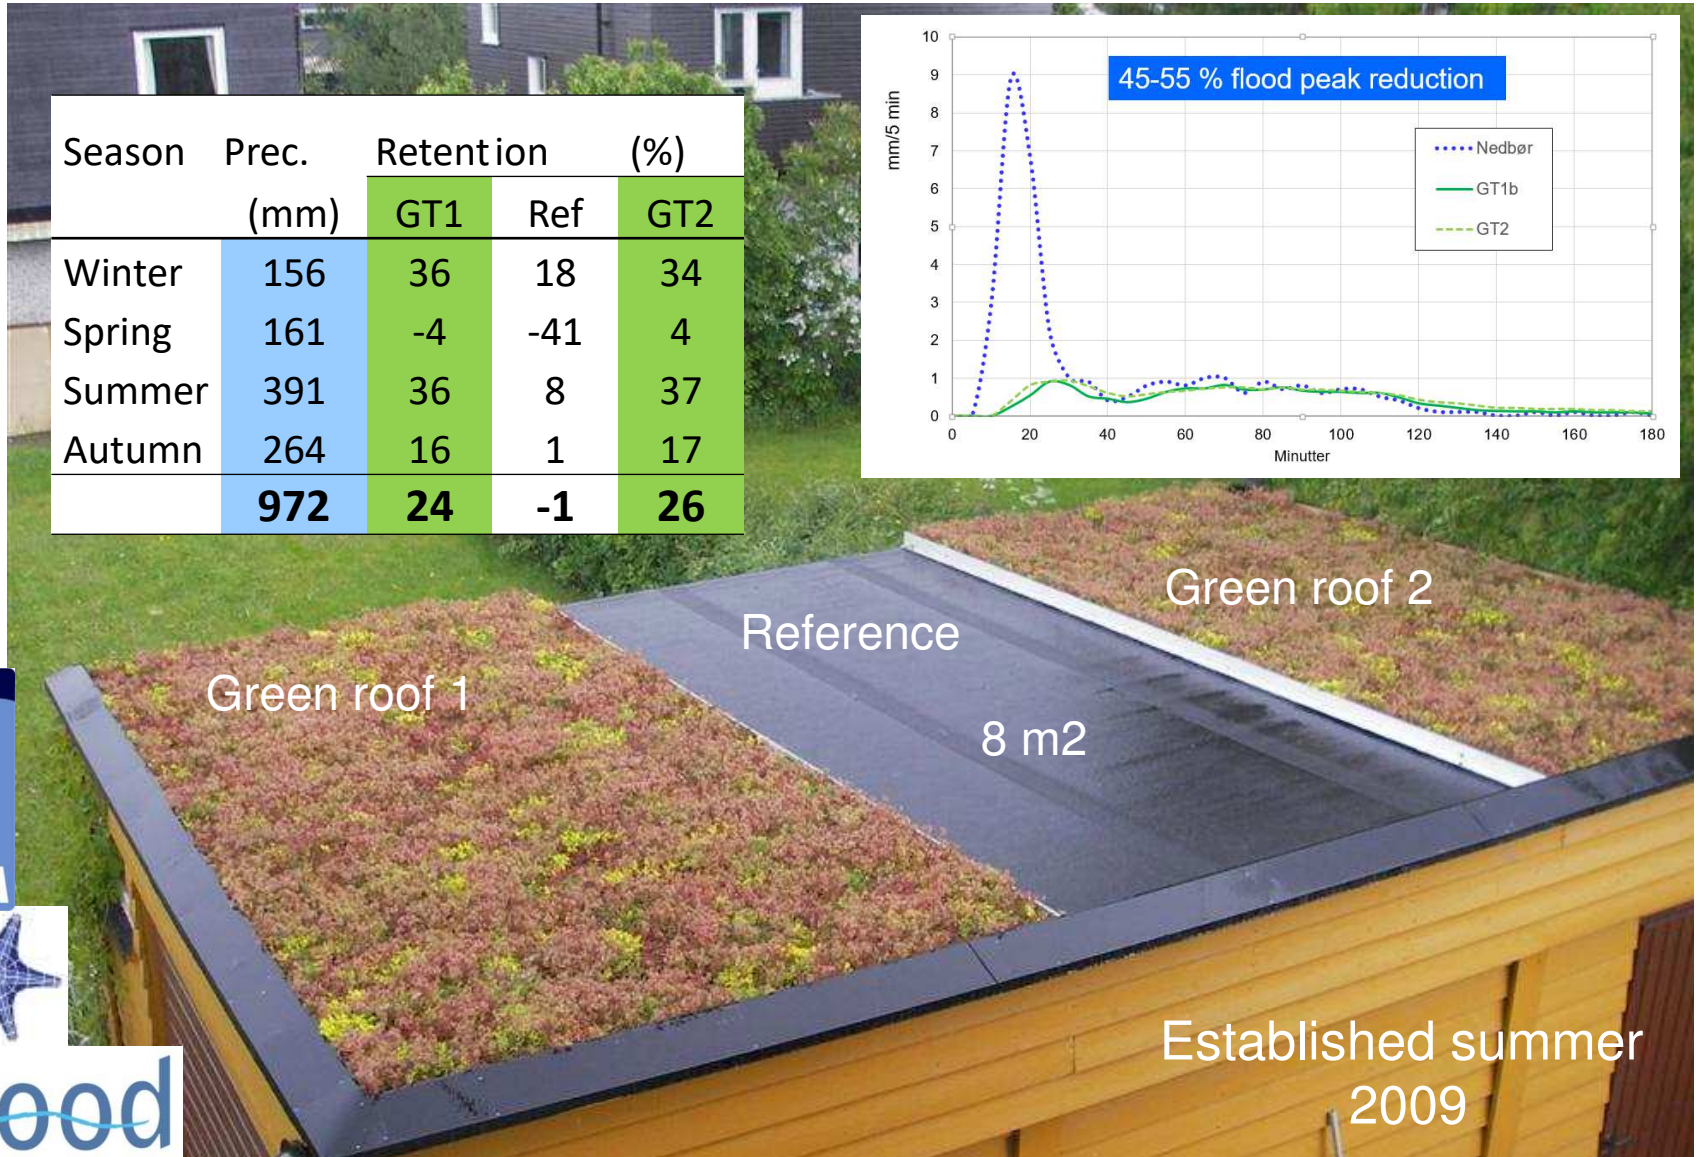 Season Prec. Retention (%)
(mm) GT1 Ref GT2
Winter 156 36 18 34
Spring 161 -4 -41 4
Summer 391 36 8 37
Autumn 264 16 1 17
972 24 -1 26
10
9
8
7
6
5
4
3
2
1
0
mm/5 min
45-55 % flood peak reduction
Nedbør
GT1b
GT2
0 20 40 60 80 100 120 140 160 180
Minutter
Green roof 2
Reference
Green roof 1
8 m2
Established summer
2009
ood